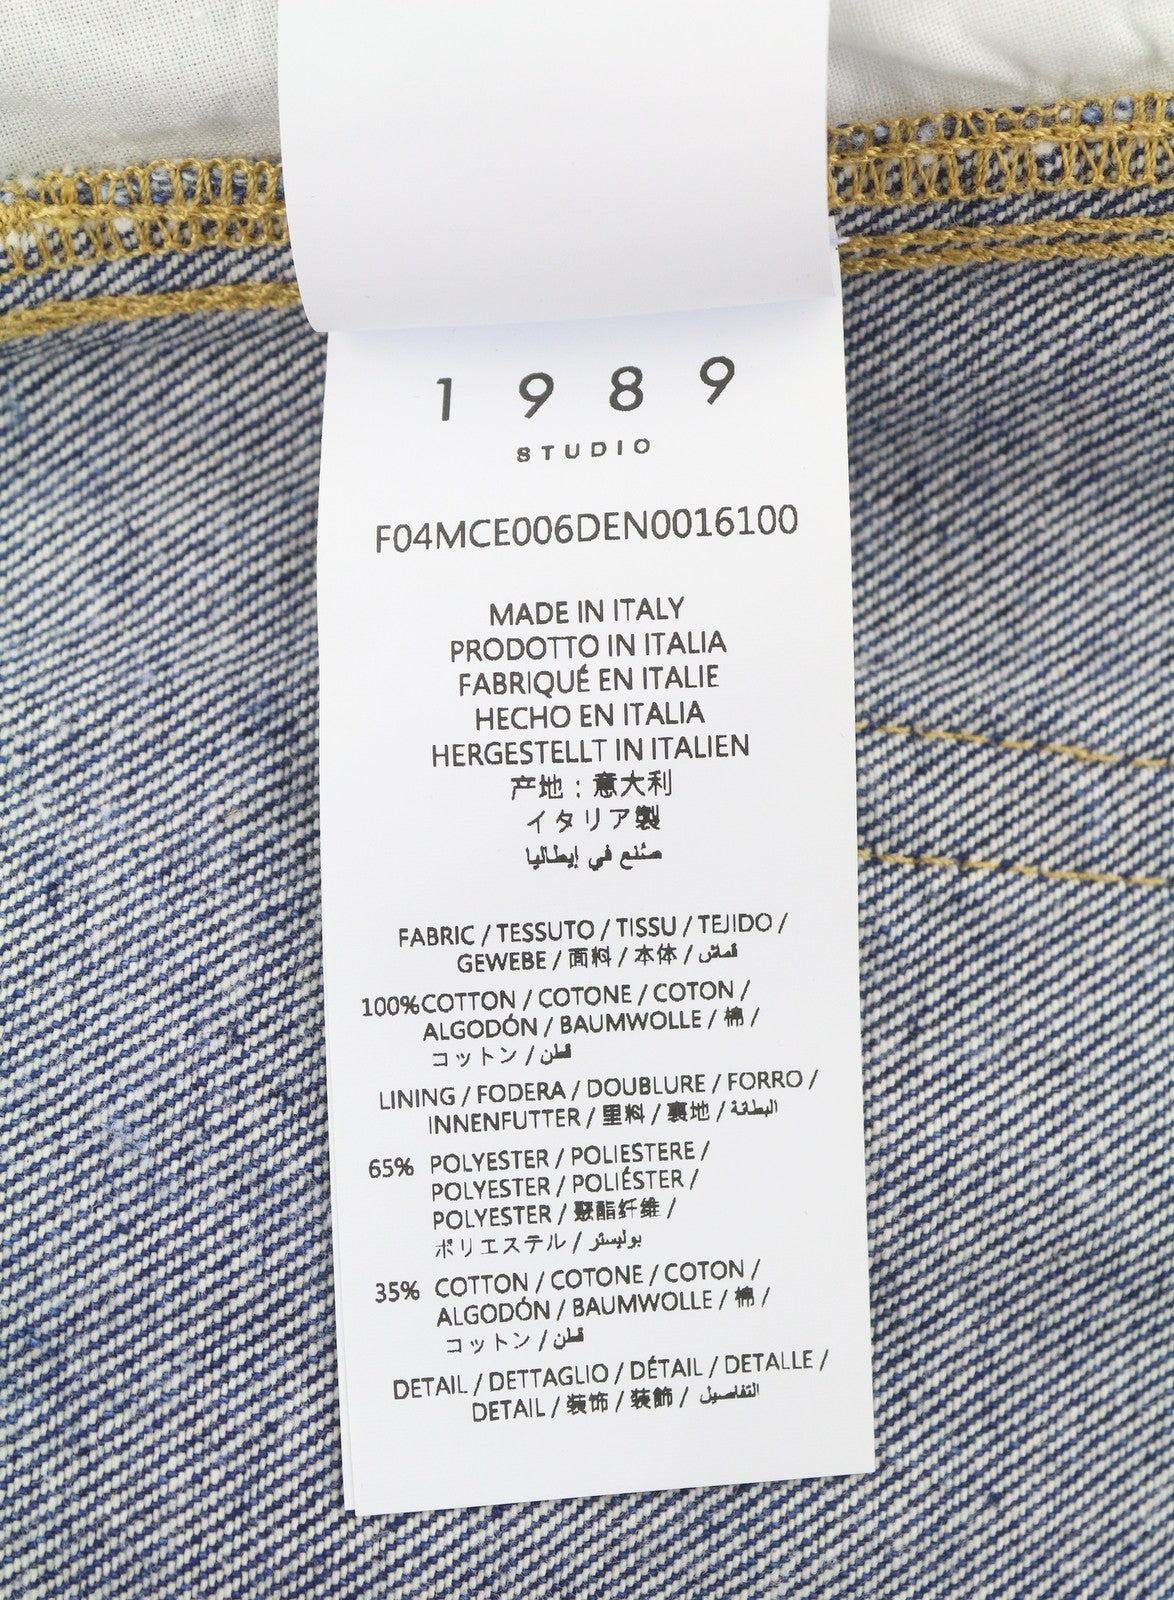 1989
STUDIO
F04MCE006DEN0016100
MADE IN ITALY
PRODOTTO IN ITALIA
FABRIQUÉ EN ITALIE
HECHO EN ITALIA
HERGESTELLT IN ITALIEN
产地：意大利
イタリア製
صُنع في إيطاليا
FABRIC / TESSUTO / TISSU / TEJIDO /
GEWEBE / 面料 / 本体 / قماش
100%COTTON / COTONE / COTON /
ALGODÓN / BAUMWOLLE / 棉 /
コットン / قطن
LINING / FODERA / DOUBLURE / FORRO /
INNENFUTTER / 里料 / 裏地 / البطانة
65% POLYESTER / POLIESTERE /
POLYESTER / POLIÉSTER /
POLYESTER / 聚酯纤维 /
ポリエステル / بوليستر
35% COTTON / COTONE / COTON /
ALGODÓN / BAUMWOLLE / 棉 /
コットン / قطن
DETAIL / DETTAGLIO / DÉTAIL / DETALLE /
DETAIL / 装饰 / 装飾 / التفاصيل